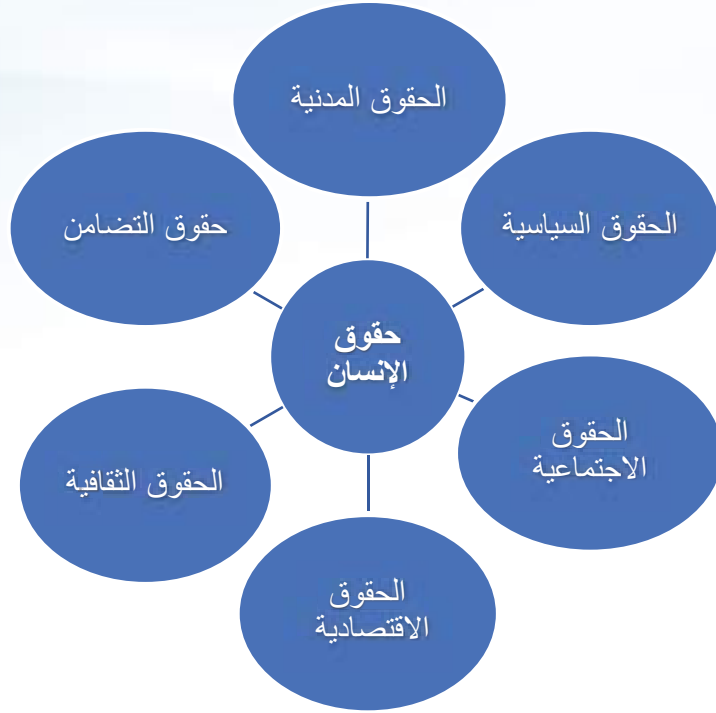 الحقوق المدنية
حقوق التضامن
الحقوق السياسية
حقوق
الإنسان
الحقوق
الاجتماعية
الحقوق الثقافية
الحقوق
الاقتصادية